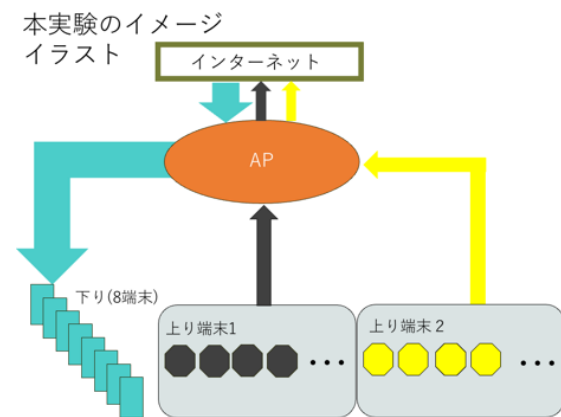 本実験のイメージ
イラスト
インターネット
AP
下り(8端末)
上り端末1
上り端末２
･･･
･･･